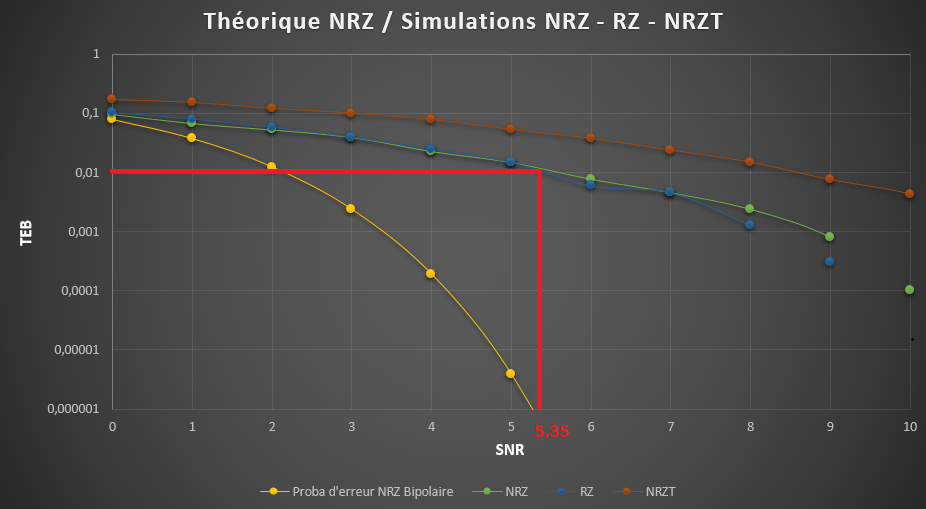 Théorique NRZ / Simulations NRZ - RZ - NRZT
1
0,1
0,01
0,001
0,0001
0,00001
0,000001
TEB
0 1 2 3 4 5 6 7 8 9 10
5.35
SNR
Proba d'erreur NRZ Bipolaire NRZ RZ NRZT